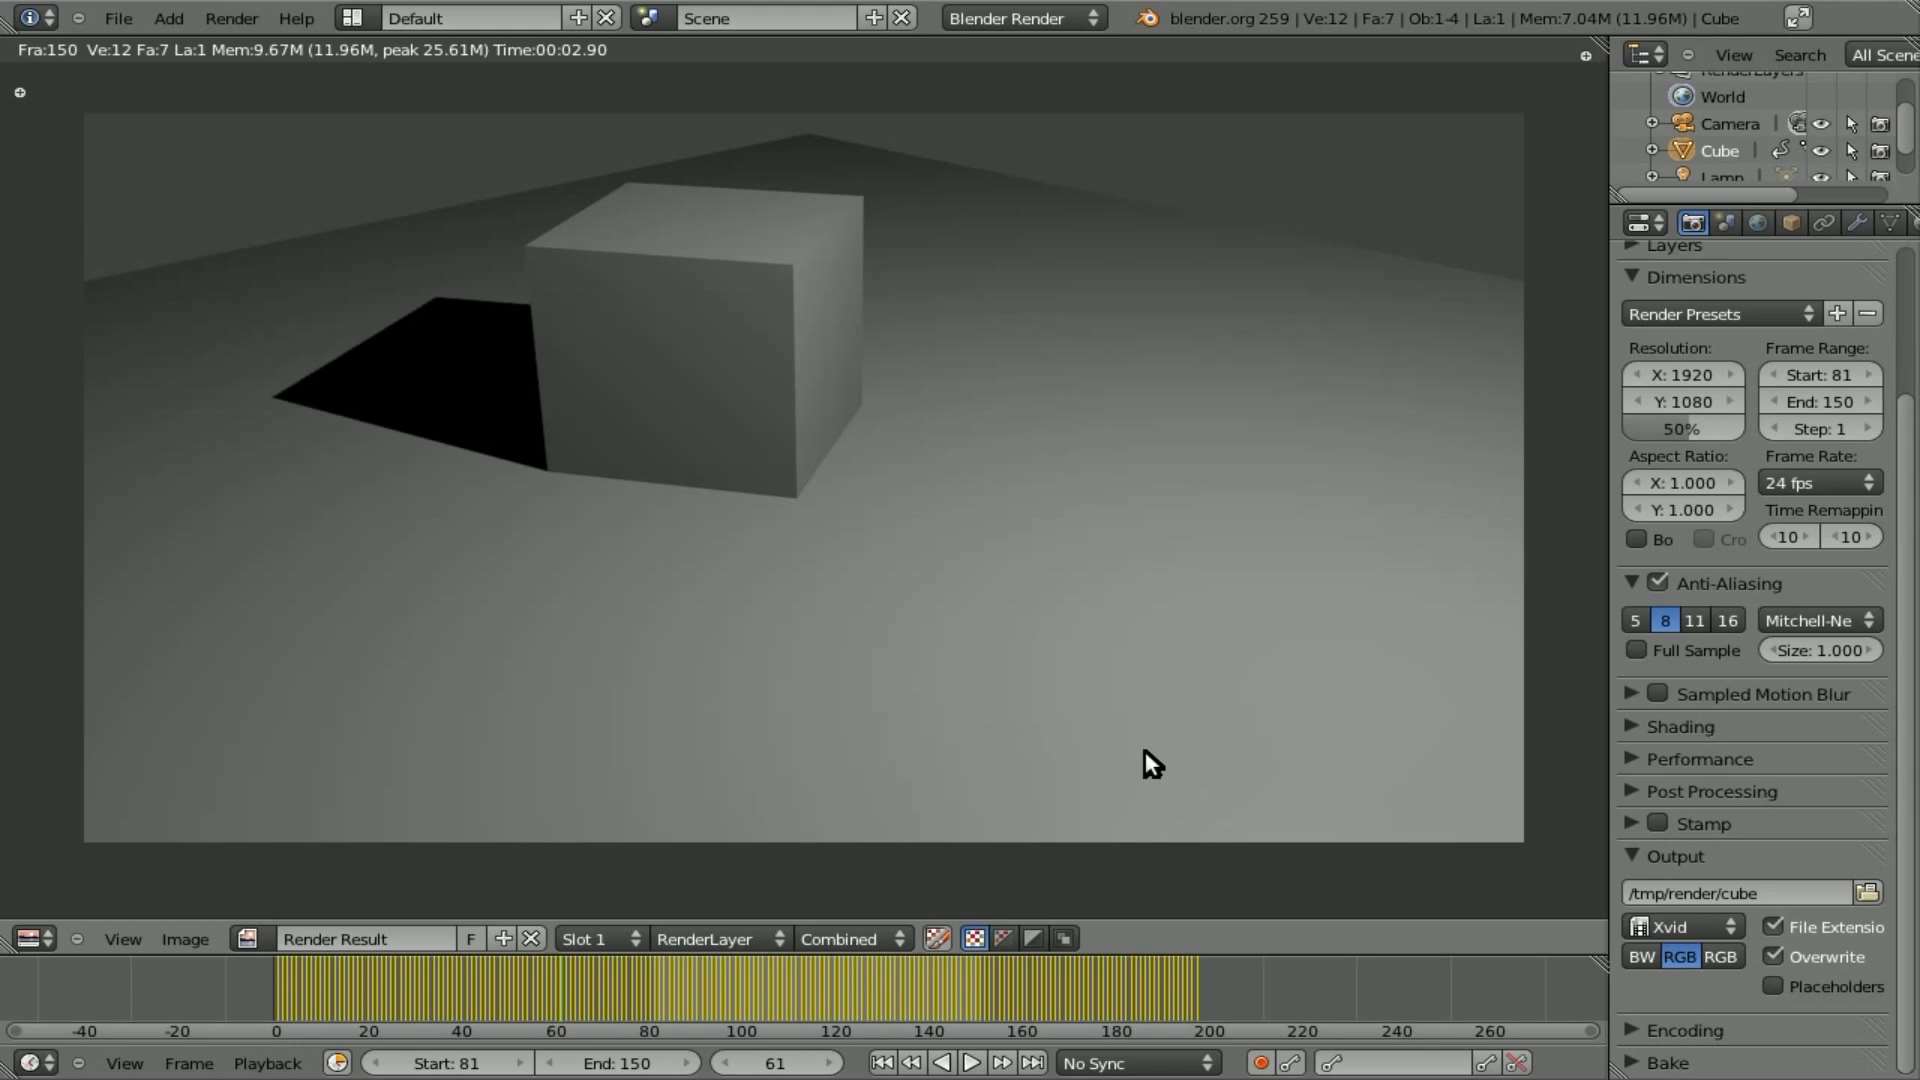 File Add Render Help Default Scene Blender Render blender.org 259 | Ve:12 | Fa:7 | Ob:1-4 | La:1 | Mem:7.04M (11.96M) | Cube
Fra:150 Ve:12 Fa:7 La:1 Mem:9.67M (11.96M, peak 25.61M) Time:00:02.90
View Search All Scene
RenderLayers
World
Camera
Cube
Lamp
Layers
Dimensions
Render Presets
Resolution: Frame Range:
X: 1920 Start: 81
Y: 1080 End: 150
50% Step: 1
Aspect Ratio: Frame Rate:
X: 1.000 24 fps
Y: 1.000 Time Remappin
Bo Cro 10 10
Anti-Aliasing
5 8 11 16 Mitchell-Ne
Full Sample Size: 1.000
Sampled Motion Blur
Shading
Performance
Post Processing
Stamp
Output
/tmp/render/cube
Xvid File Extensio
BW RGB RGB Overwrite
Placeholders
Encoding
Bake
View Image Render Result F Slot 1 RenderLayer Combined
-40 -20 0 20 40 60 80 100 120 140 160 180 200 220 240 260
View Frame Playback Start: 81 End: 150 61 No Sync